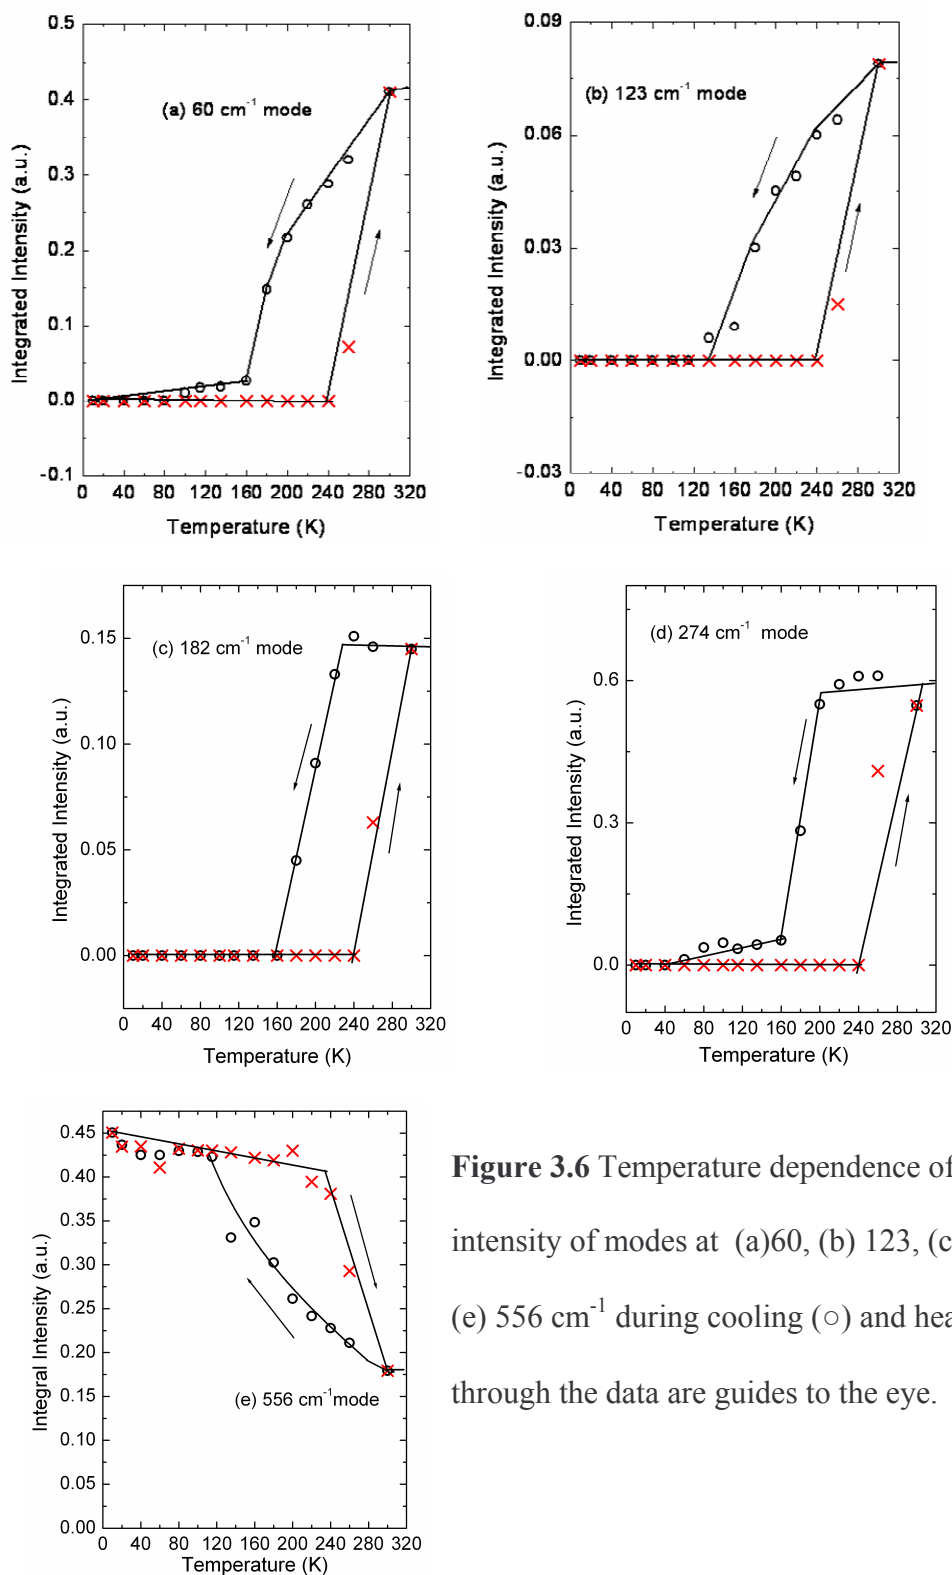 0.5
0.4
0.3
0.2
0.1
0.0
-0.1
Integrated Intensity (a.u.)
(a) 60 cm⁻¹ mode
0 40 80 120 160 200 240 280 320
Temperature (K)
0.09
0.06
0.03
0.00
-0.03
Integrated Intensity (a.u.)
(b) 123 cm⁻¹ mode
0 40 80 120 160 200 240 280 320
Temperature (K)
0.15
0.10
0.05
0.00
Integrated Intensity (a.u.)
(c) 182 cm⁻¹ mode
0 40 80 120 160 200 240 280 320
Temperature (K)
0.6
0.3
0.0
Integrated Intensity (a.u.)
(d) 274 cm⁻¹ mode
0 40 80 120 160 200 240 280 320
Temperature (K)
0.45
0.40
0.35
0.30
0.25
0.20
0.15
0.10
0.05
0.00
Integral Intensity (a.u.)
(e) 556 cm⁻¹mode
0 40 80 120 160 200 240 280 320
Temperature (K)
Figure 3.6 Temperature dependence of
intensity of modes at (a)60, (b) 123, (c
(e) 556 cm⁻¹ during cooling (○) and hea
through the data are guides to the eye.